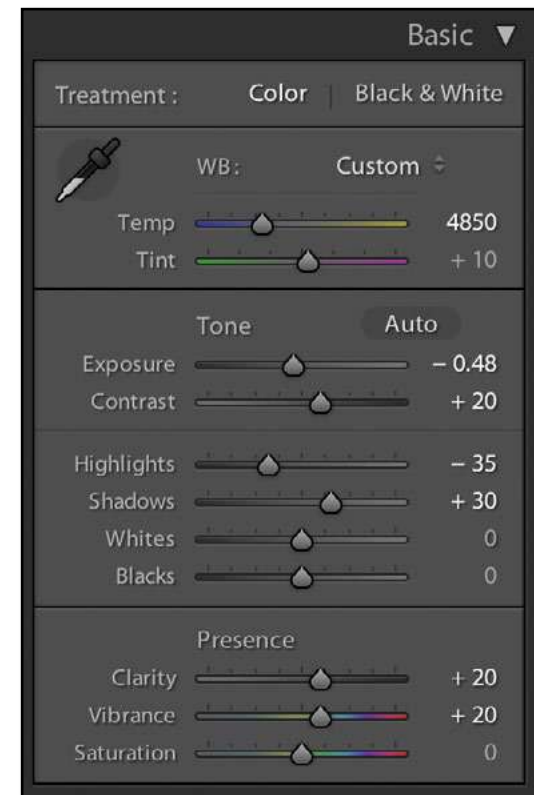 Basic ▼
Treatment : Color | Black & White
WB : Custom
Temp 4850
Tint + 10
Tone Auto
Exposure – 0.48
Contrast + 20
Highlights – 35
Shadows + 30
Whites 0
Blacks 0
Presence
Clarity + 20
Vibrance + 20
Saturation 0